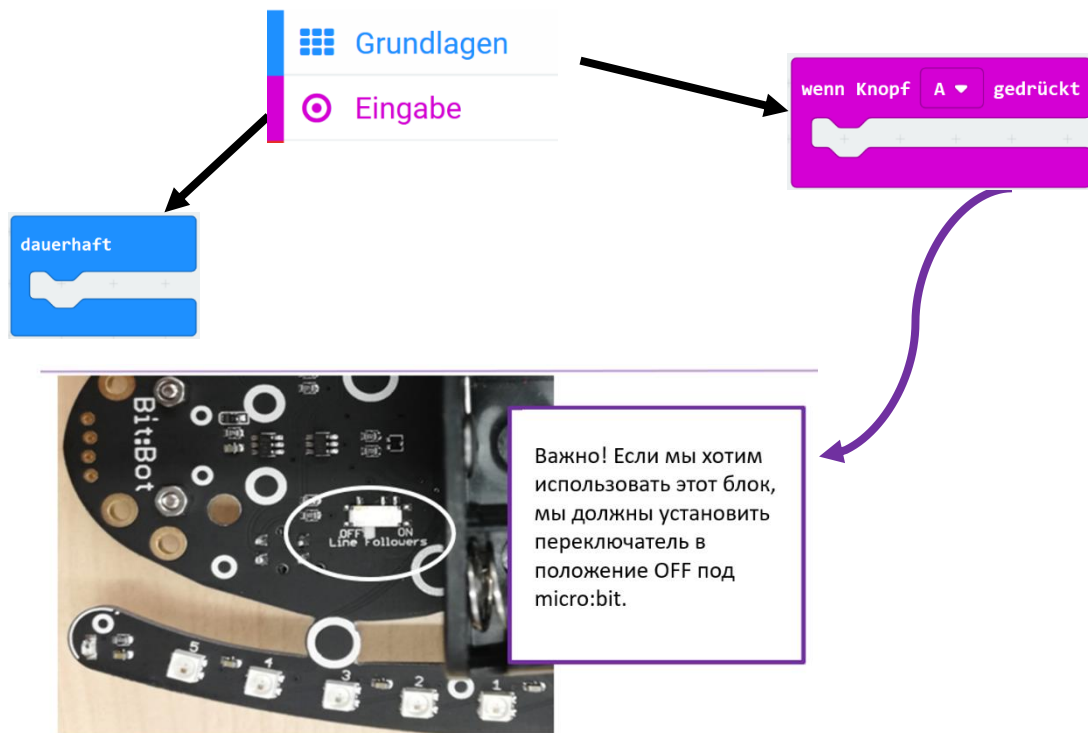 Grundlagen
Eingabe
wenn Knopf A gedrückt
dauerhaft
Bit:Bot
OFF ON
Line Followers
5 4 3 2 1
Важно! Если мы хотим
использовать этот блок,
мы должны установить
переключатель в
положение OFF под
micro:bit.